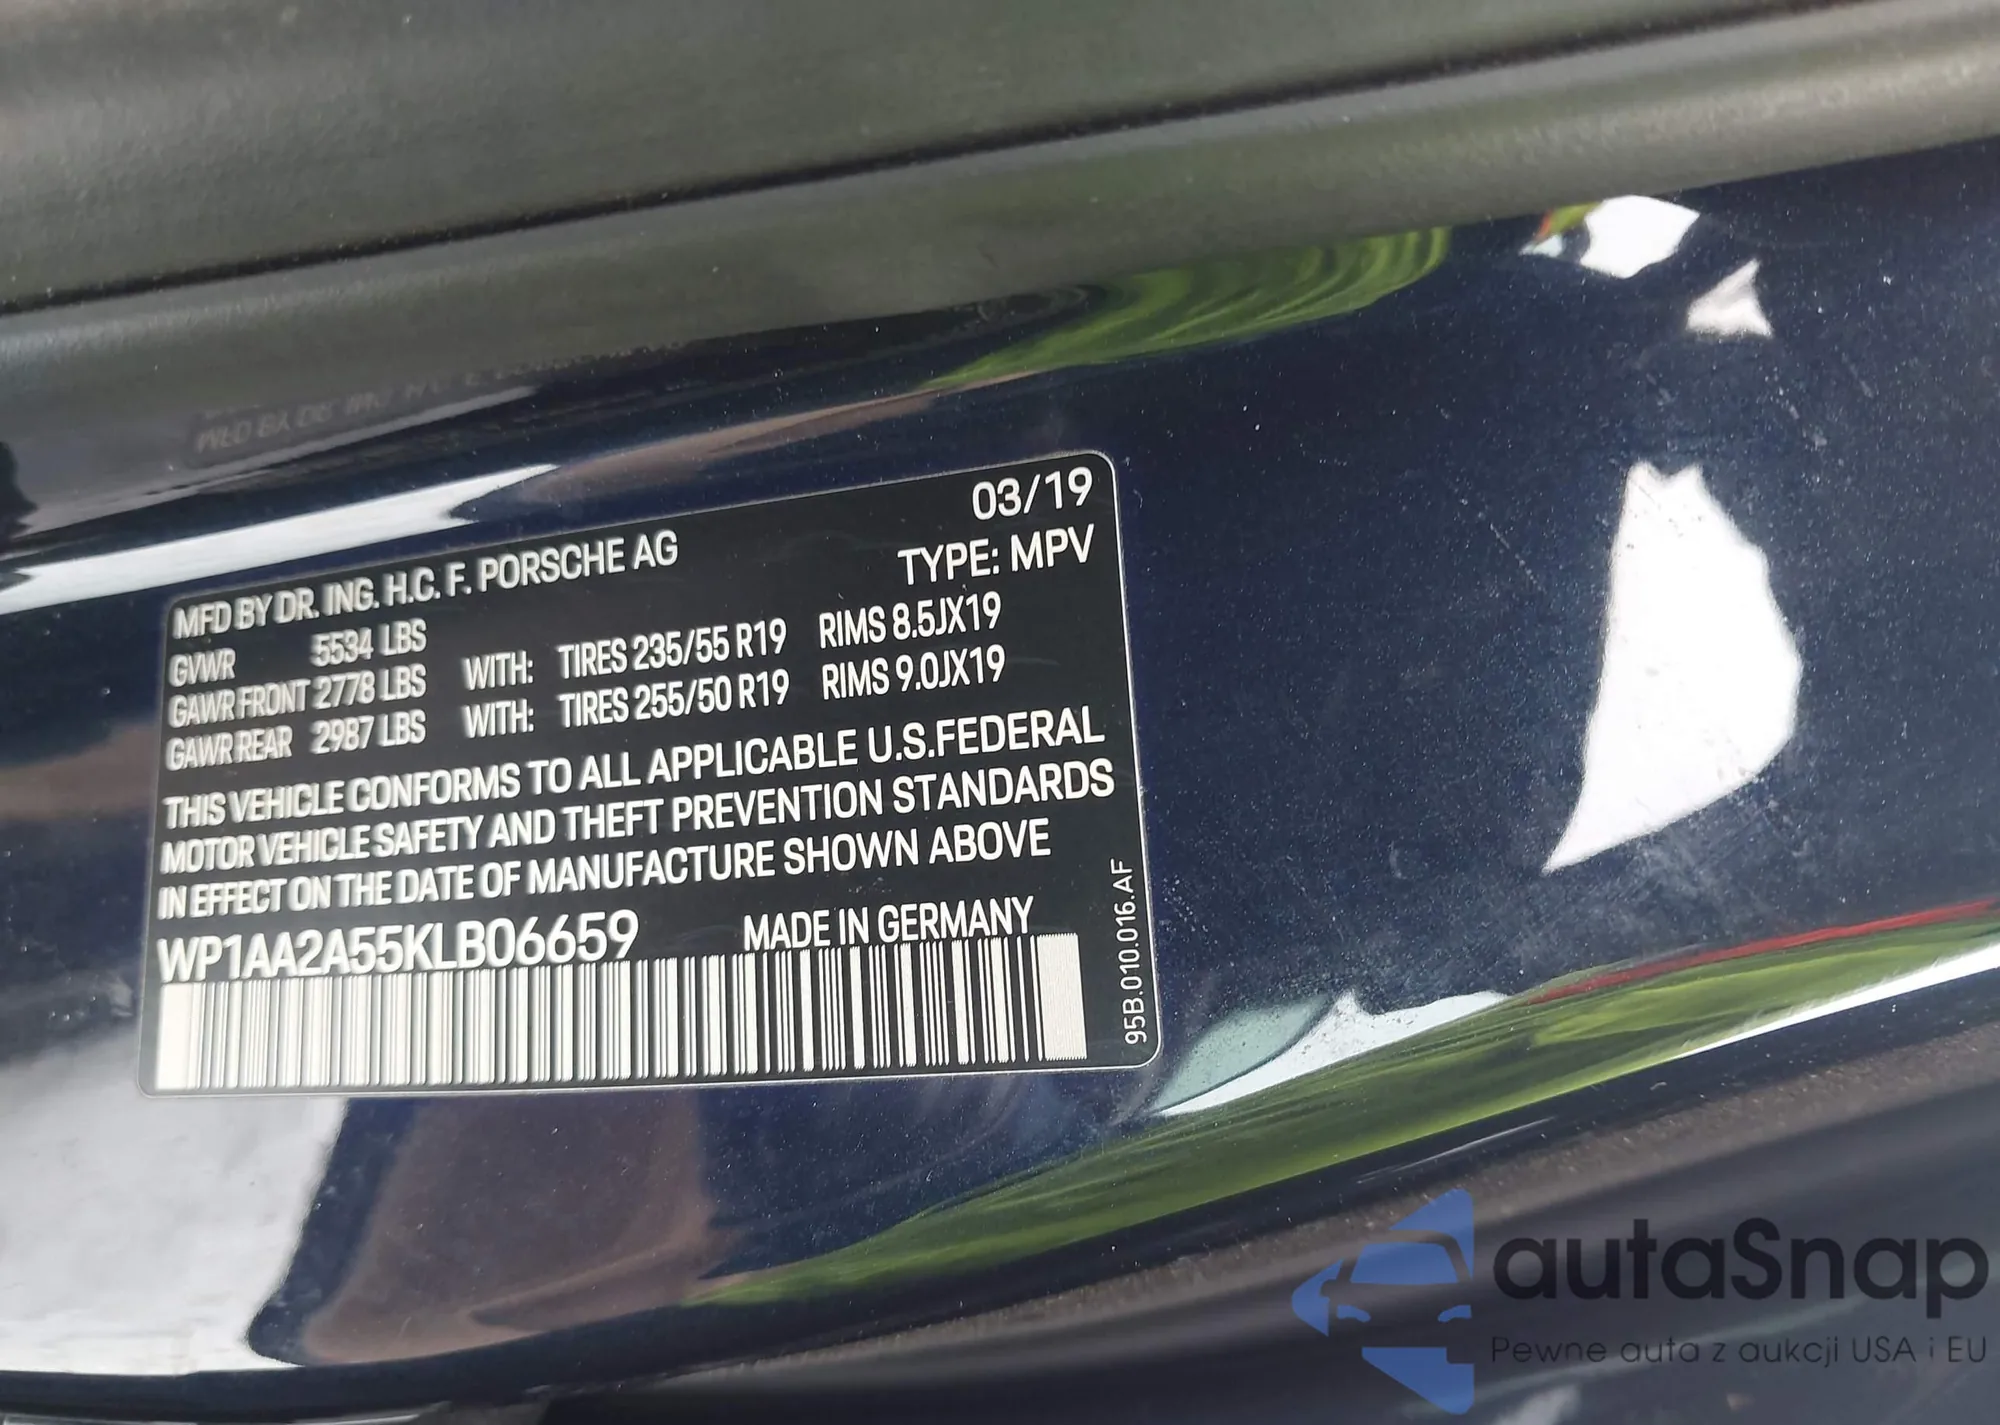 03/19
MFD BY DR. ING. H.C. F. PORSCHE AG TYPE: MPV
GVWR 5534 LBS
GAWR FRONT 2778 LBS WITH: TIRES 235/55 R19 RIMS 8.5JX19
GAWR REAR 2987 LBS WITH: TIRES 255/50 R19 RIMS 9.0JX19
THIS VEHICLE CONFORMS TO ALL APPLICABLE U.S.FEDERAL
MOTOR VEHICLE SAFETY AND THEFT PREVENTION STANDARDS
IN EFFECT ON THE DATE OF MANUFACTURE SHOWN ABOVE
WP1AA2A55KLB06659 MADE IN GERMANY
95B.010.016.AF
autaSnap
Pewne auta z aukcji USA i EU